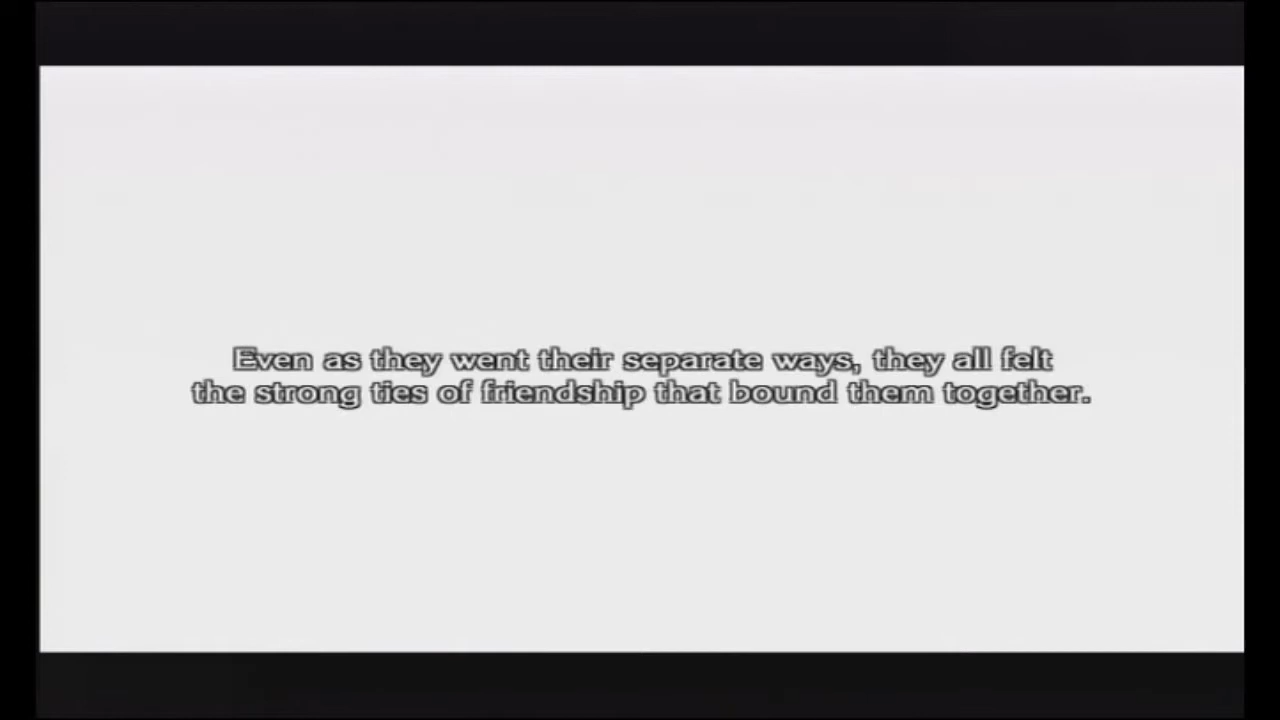 Even as they went their separate ways, they all felt
the strong ties of friendship that bound them together.